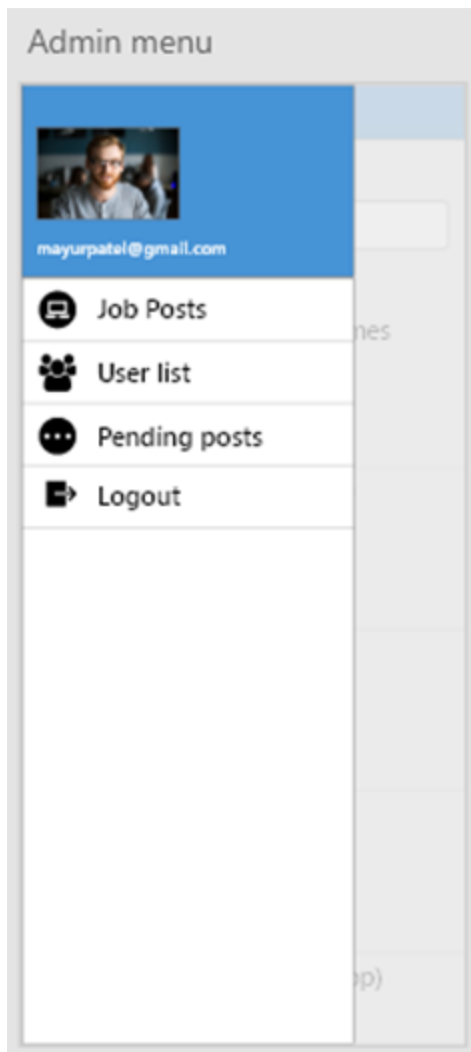 Admin menu
mayurpatel@gmail.com
Job Posts
User list
Pending posts
Logout